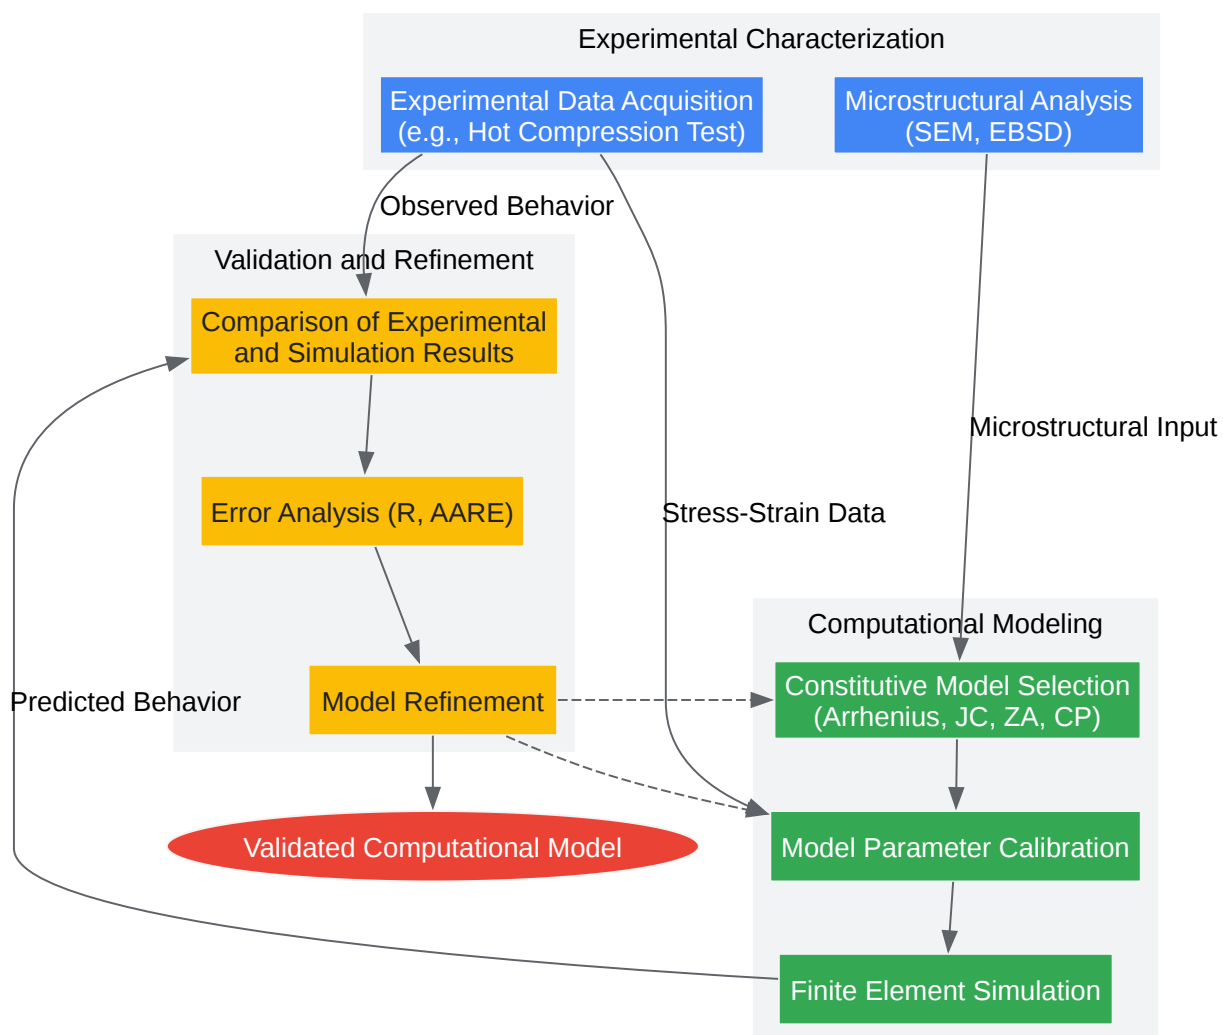 Experimental Characterization
Experimental Data Acquisition
(e.g., Hot Compression Test)
Microstructural Analysis
(SEM, EBSD)
Observed Behavior
Validation and Refinement
Comparison of Experimental
and Simulation Results
Microstructural Input
Error Analysis (R, AARE)
Stress-Strain Data
Computational Modeling
Predicted Behavior
Model Refinement
Constitutive Model Selection
(Arrhenius, JC, ZA, CP)
Validated Computational Model
Model Parameter Calibration
Finite Element Simulation